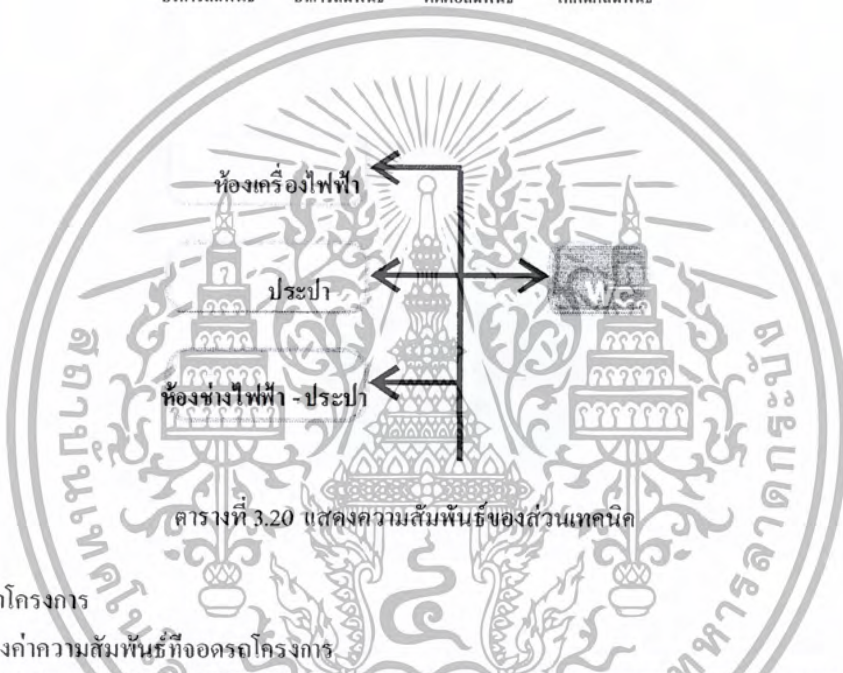 ห้องเครื่องไฟฟ้า
ประปา
WC.
ห้องช่างไฟฟ้า - ประปา
ตารางที่ 3.20 แสดงความสัมพันธ์ของส่วนเทคนิค
โครงการ
งค่าความสัมพันธ์ที่จอดรถโครงการ